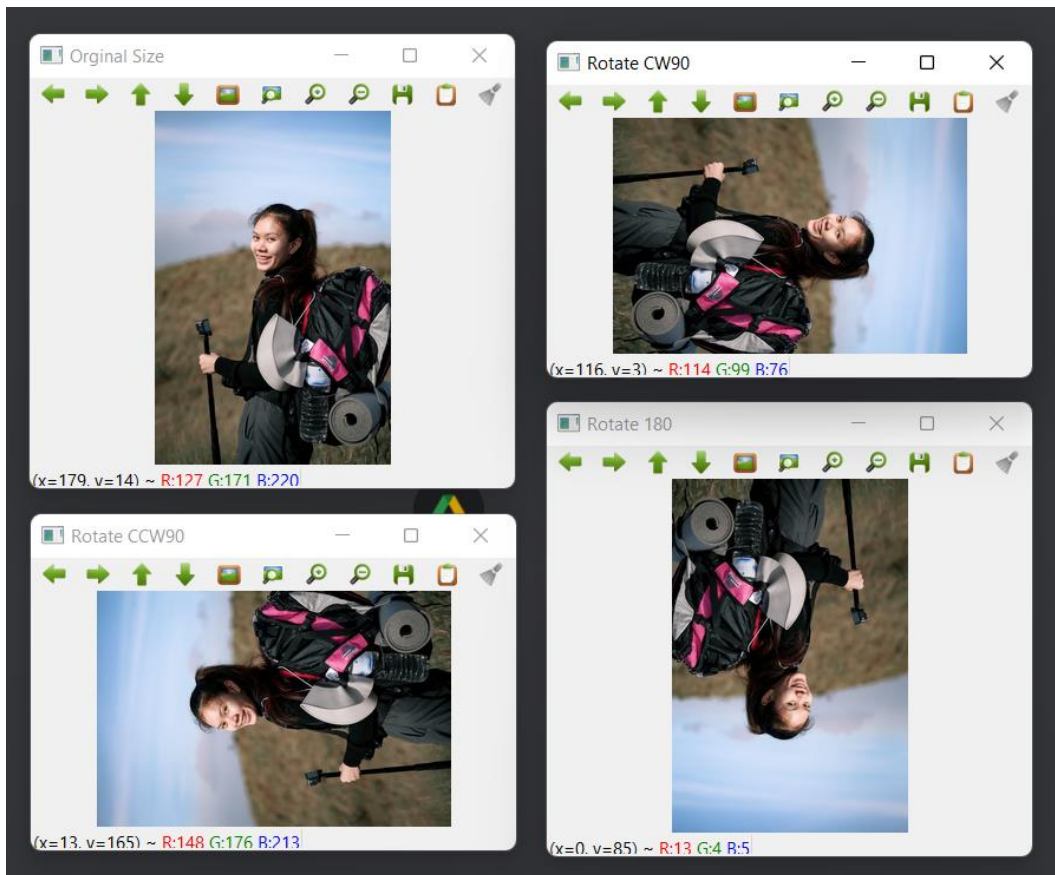 Orginal Size
(x=179, y=14) ~ R:127 G:171 B:220
Rotate CW90
(x=116, y=3) ~ R:114 G:99 B:76
Rotate CCW90
(x=13, y=165) ~ R:148 G:176 B:213
Rotate 180
(x=0, y=85) ~ R:13 G:4 B:5